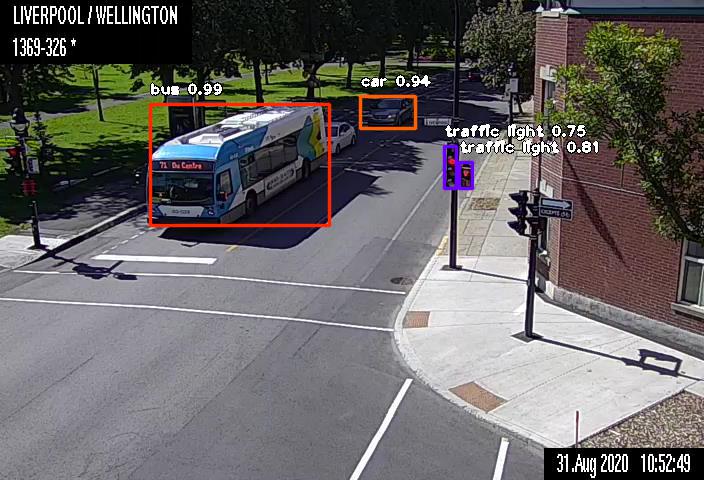 LIVERPOOL / WELLINGTON
1369-326 *
bus 0.99
car 0.94
traffic light 0.75
traffic light 0.81
71 Du Centre
EXCEPTÉ
31.Aug 2020 10:52:49